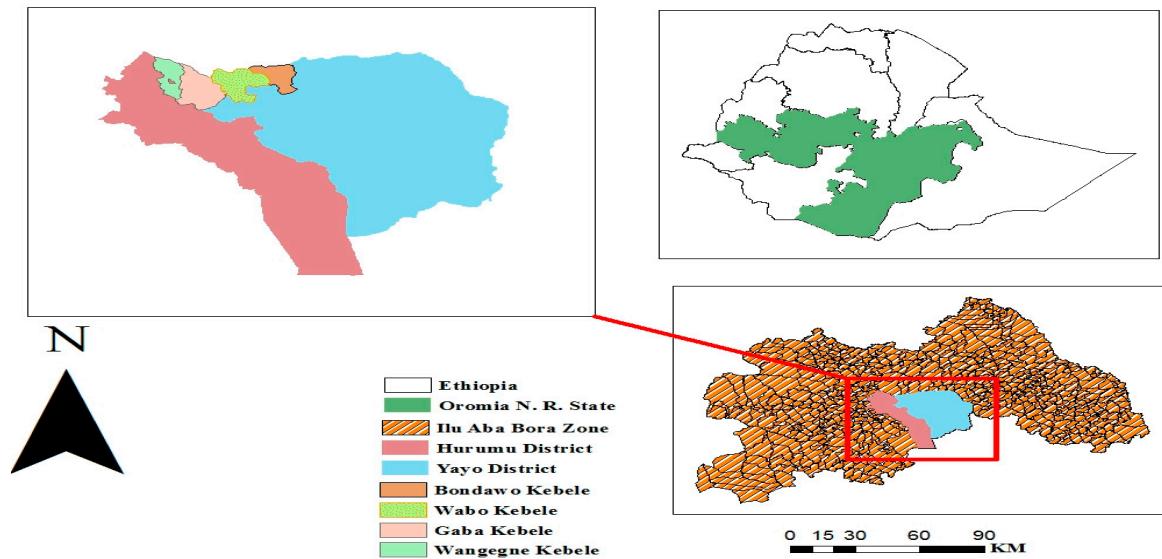 N
Ethiopia
Oromia N. R. State
Ilu Aba Bora Zone
Hurumu District
Yayo District
Bondawo Kebele
Wabo Kebele
Gaba Kebele
Wangegne Kebele
0 15 30 60 90
KM